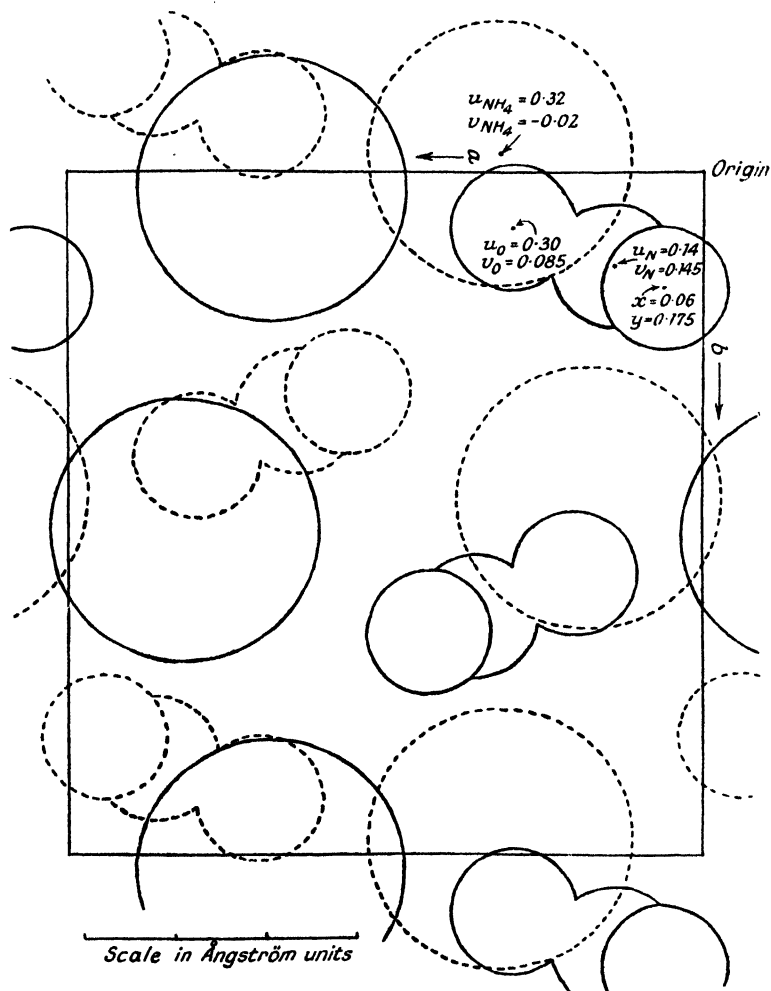 u_NH₄ = 0·32
v_NH₄ = -0·02
a
Origin
u_O = 0·30
v_O = 0·085
u_N = 0·14
v_N = 0·145
x = 0·06
y = 0·175
b
Scale in Ångström units